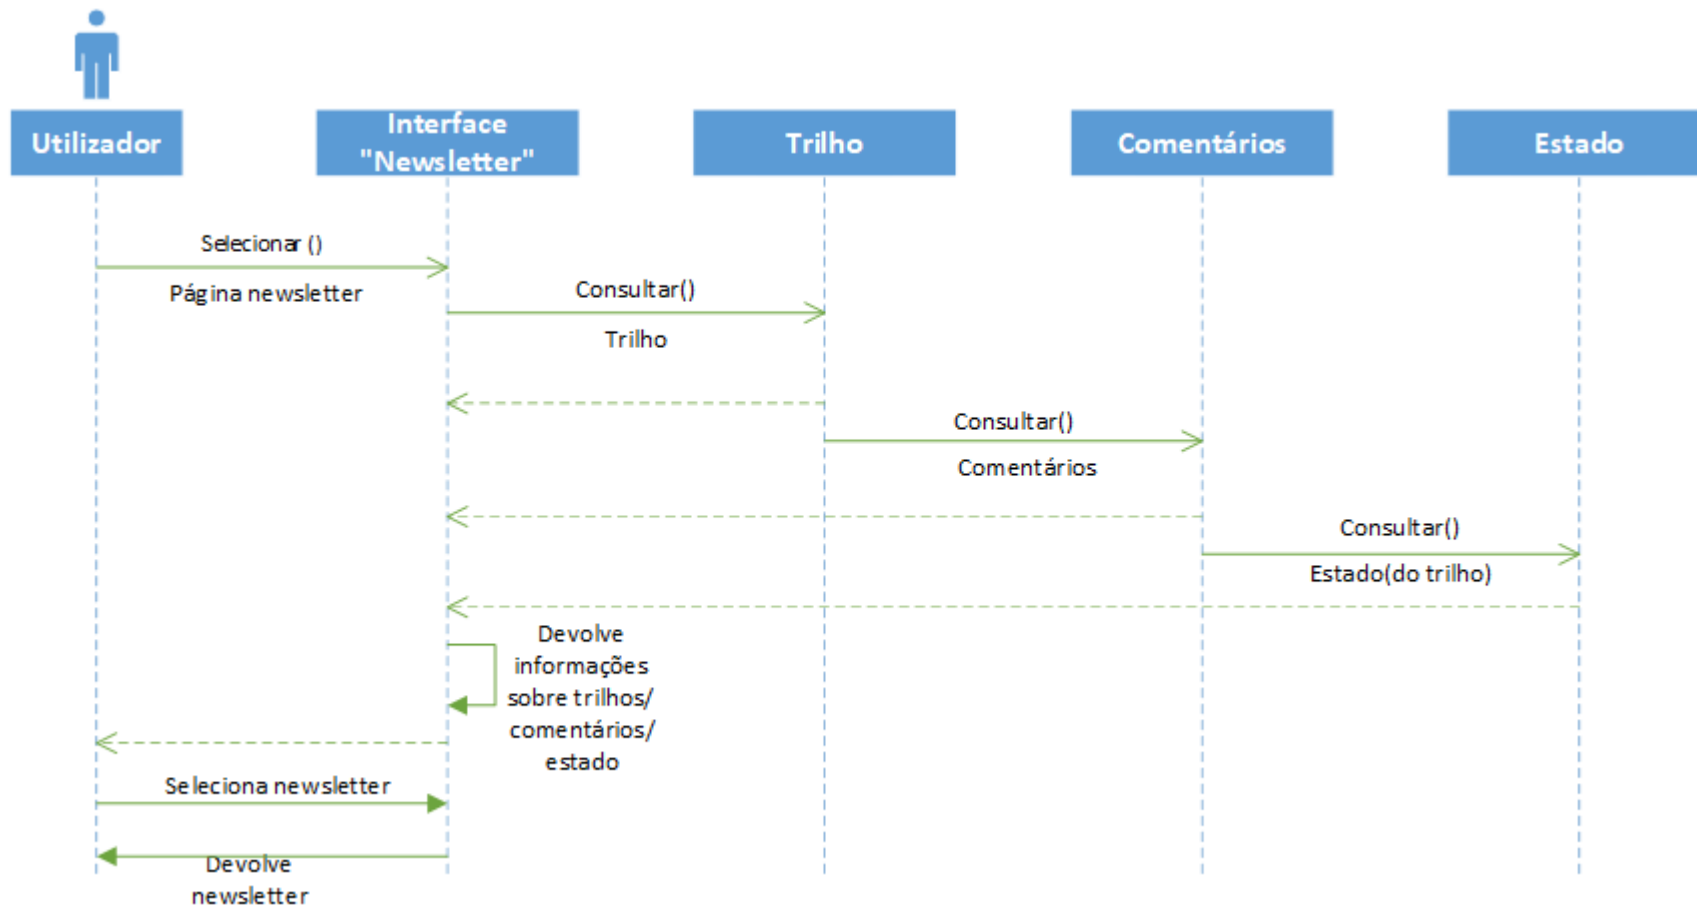 Utilizador
Interface
"Newsletter"
Trilho
Comentários
Estado
Selecionar ()
Página newsletter
Consultar()
Trilho
Consultar()
Comentários
Consultar()
Estado(do trilho)
Devolve
informações
sobre trilhos/
comentários/
estado
Seleciona newsletter
Devolve
newsletter